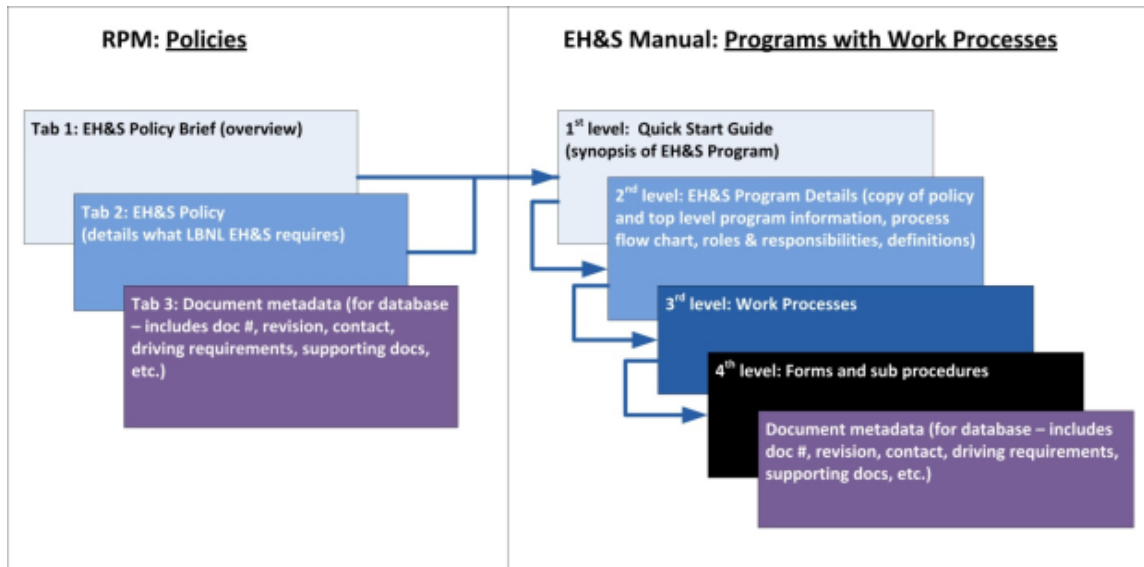 RPM: Policies
Tab 1: EH&S Policy Brief (overview)
Tab 2: EH&S Policy
(details what LBNL EH&S requires)
Tab 3: Document metadata (for database
– includes doc #, revision, contact,
driving requirements, supporting docs,
etc.)
EH&S Manual: Programs with Work Processes
1st level:  Quick Start Guide
(synopsis of EH&S Program)
2nd level: EH&S Program Details (copy of policy
and top level program information, process
flow chart, roles & responsibilities, definitions)
3rd level: Work Processes
4th level: Forms and sub procedures
Document metadata (for database – includes
doc #, revision, contact, driving requirements,
supporting docs, etc.)